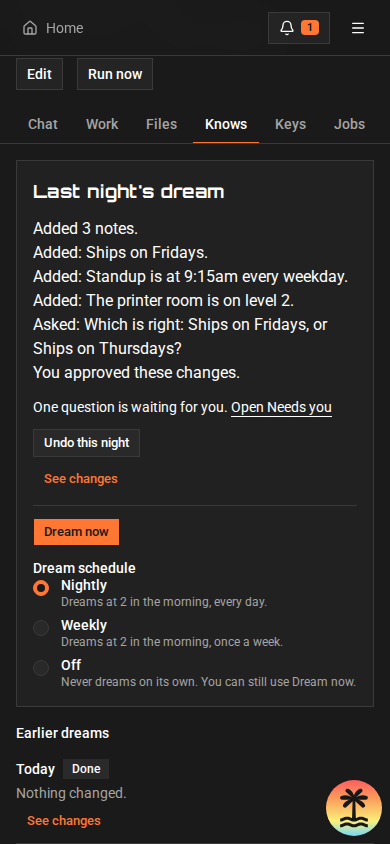 Home
1
Edit
Run now
Chat
Work
Files
Knows
Keys
Jobs
Last night's dream
Added 3 notes.
Added: Ships on Fridays.
Added: Standup is at 9:15am every weekday.
Added: The printer room is on level 2.
Asked: Which is right: Ships on Fridays, or
Ships on Thursdays?
You approved these changes.
One question is waiting for you. Open Needs you
Undo this night
See changes
Dream now
Dream schedule
Nightly
Dreams at 2 in the morning, every day.
Weekly
Dreams at 2 in the morning, once a week.
Off
Never dreams on its own. You can still use Dream now.
Earlier dreams
Today Done
Nothing changed.
See changes